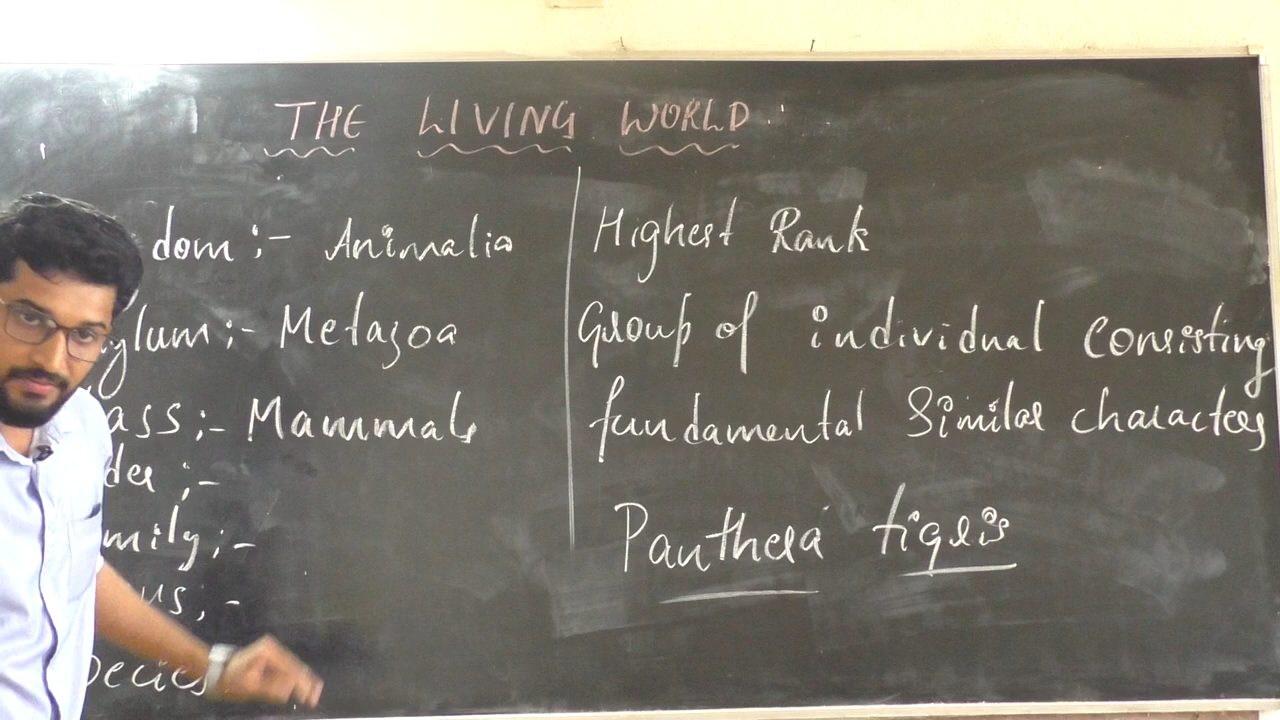 THE LIVING WORLD
dom :- Animalia
Highest Rank
ylum :- Metazoa
Group of individual consisting
ass :- Mammals
fundamental Similar characters
der :-
mily :-
Panthera tigris
us :-
pecies